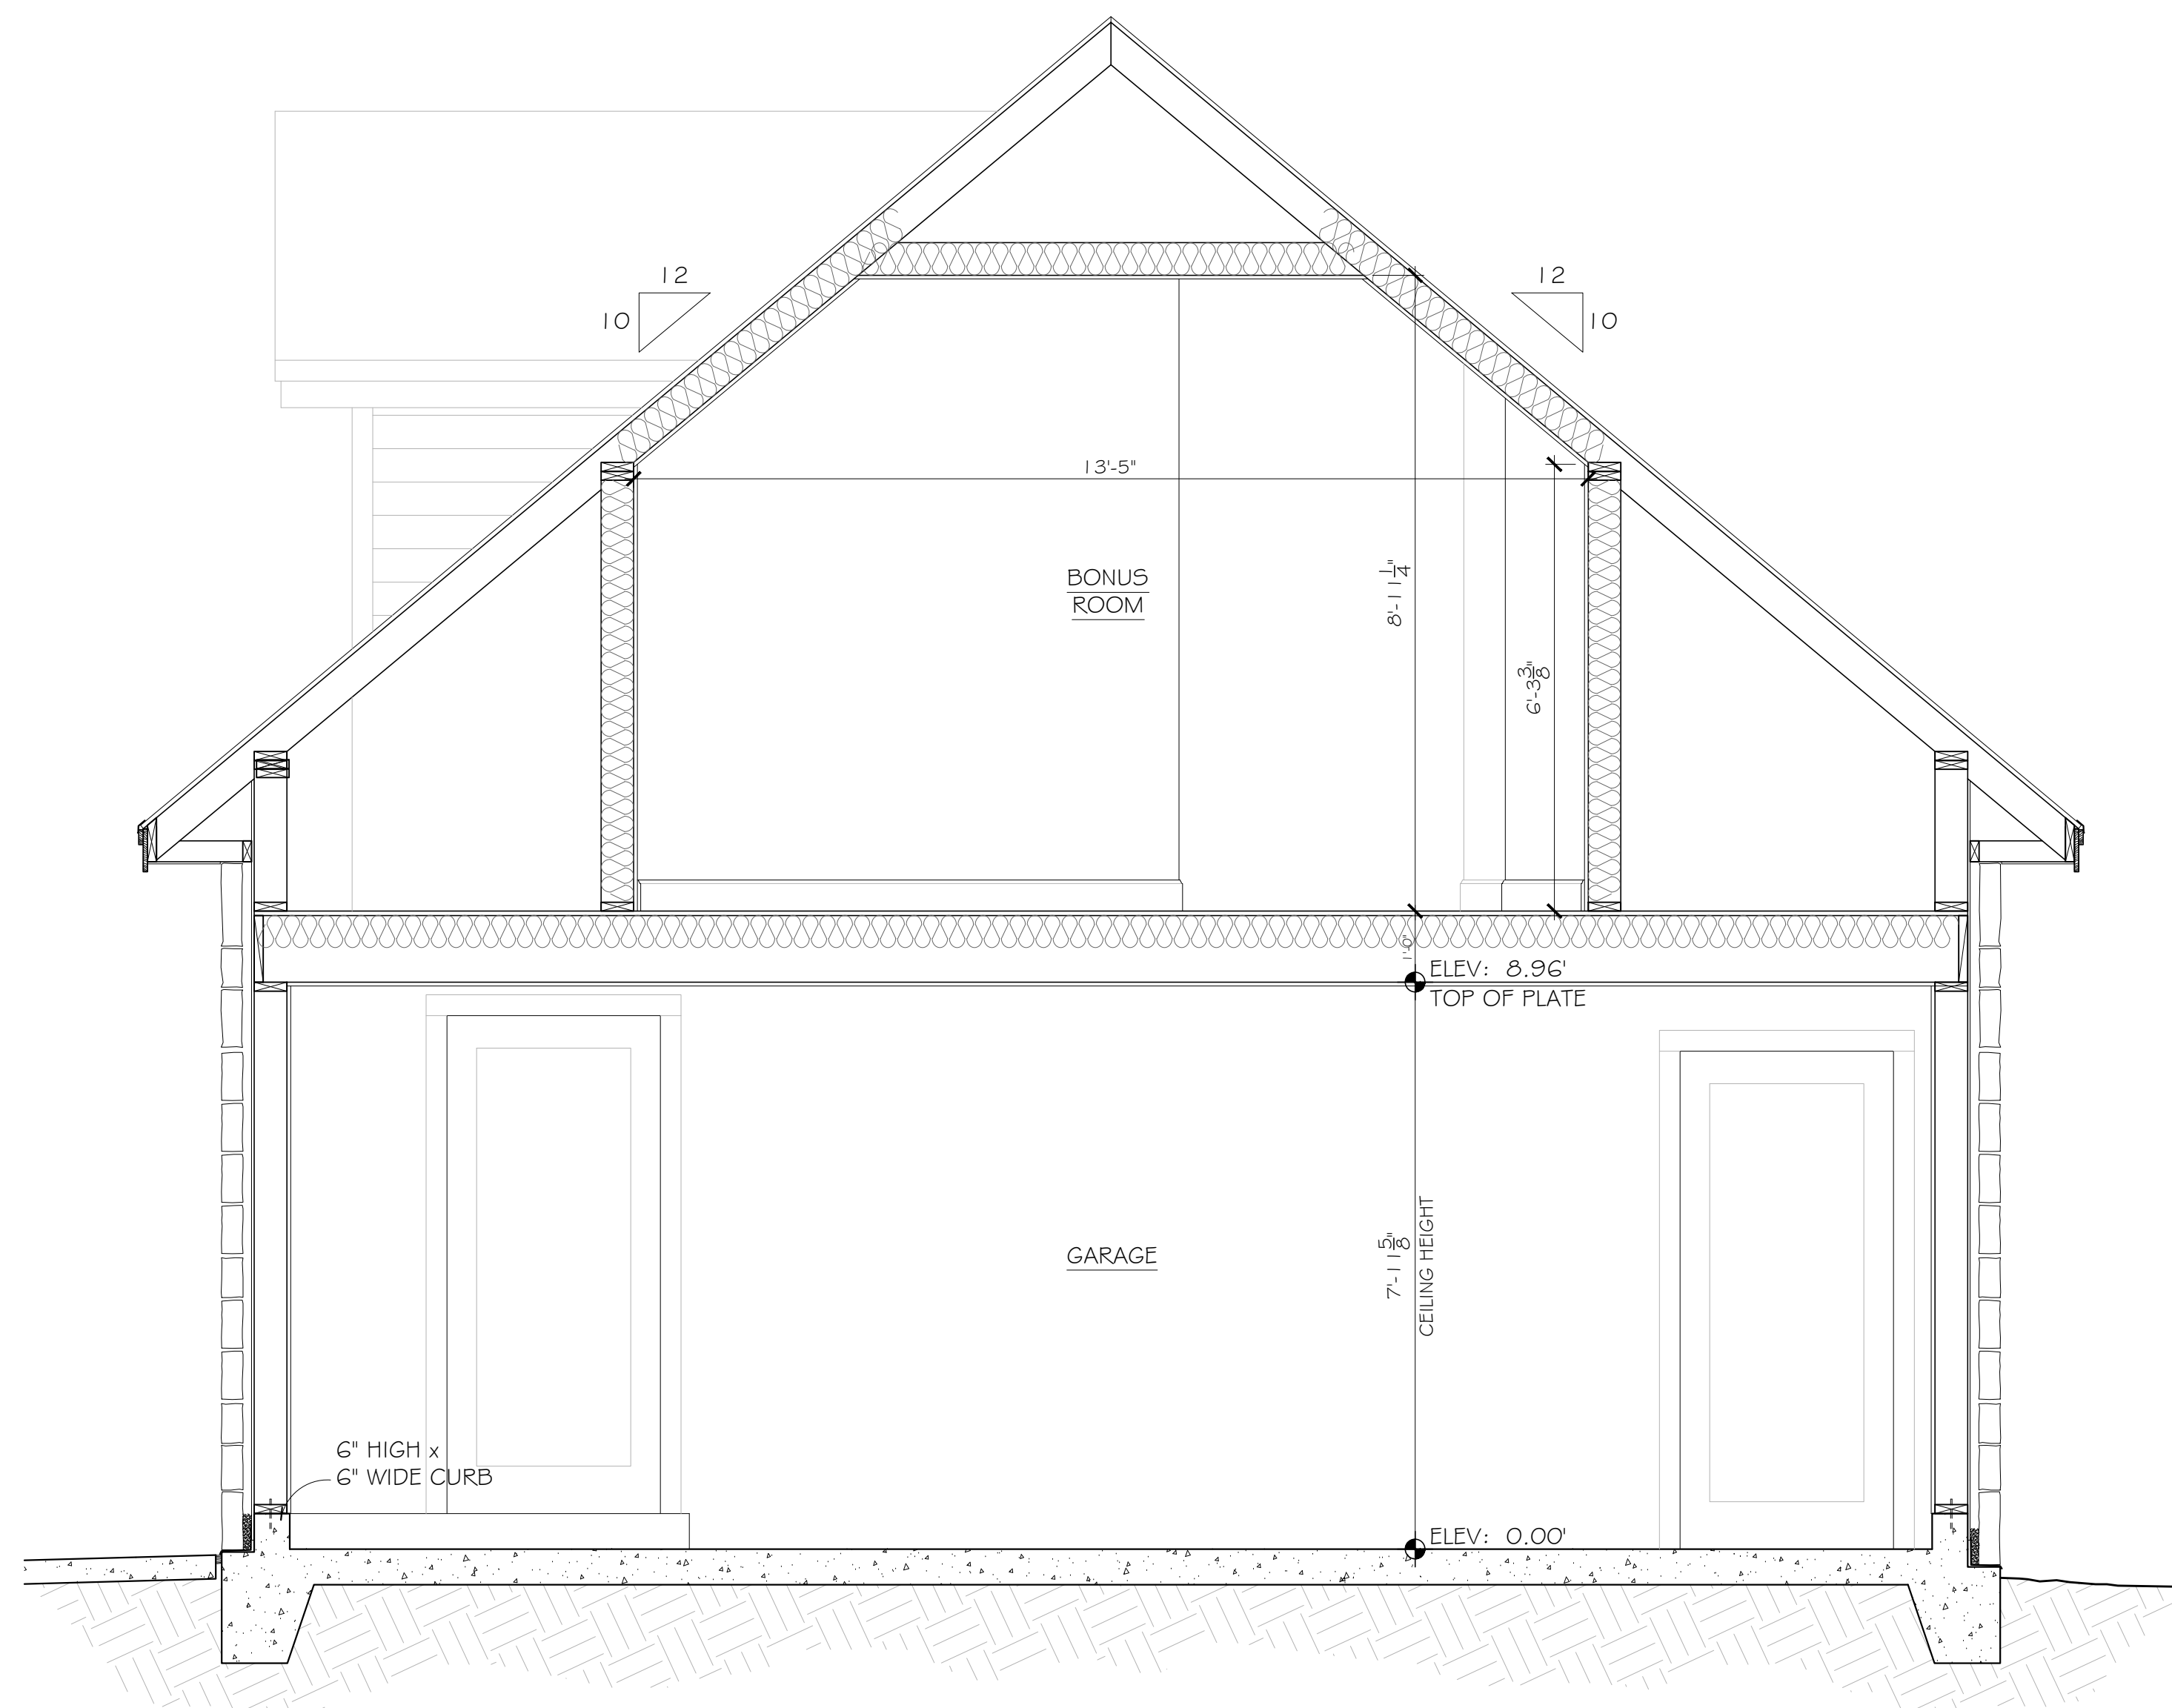 12
10
12
10
13'-5"
BONUS
ROOM
8'-11 1/4"
6'-3 3/8"
1'-0"
ELEV: 8.96'
TOP OF PLATE
7'-11 5/8"
CEILING HEIGHT
GARAGE
6" HIGH x
6" WIDE CURB
ELEV: 0.00'